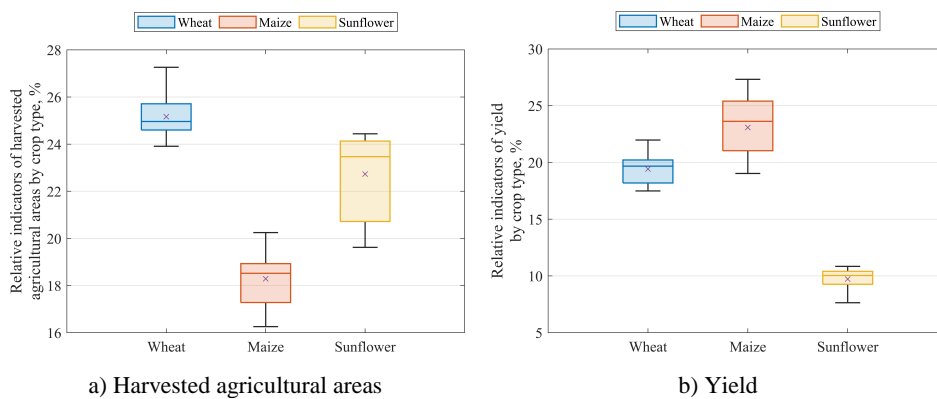 Wheat Maize Sunflower
Relative indicators of harvested
agricultural areas by crop type, %
28
26
24
22
20
18
16
Wheat Maize Sunflower
a) Harvested agricultural areas
Wheat Maize Sunflower
Relative indicators of yield
by crop type, %
30
25
20
15
10
5
Wheat Maize Sunflower
b) Yield